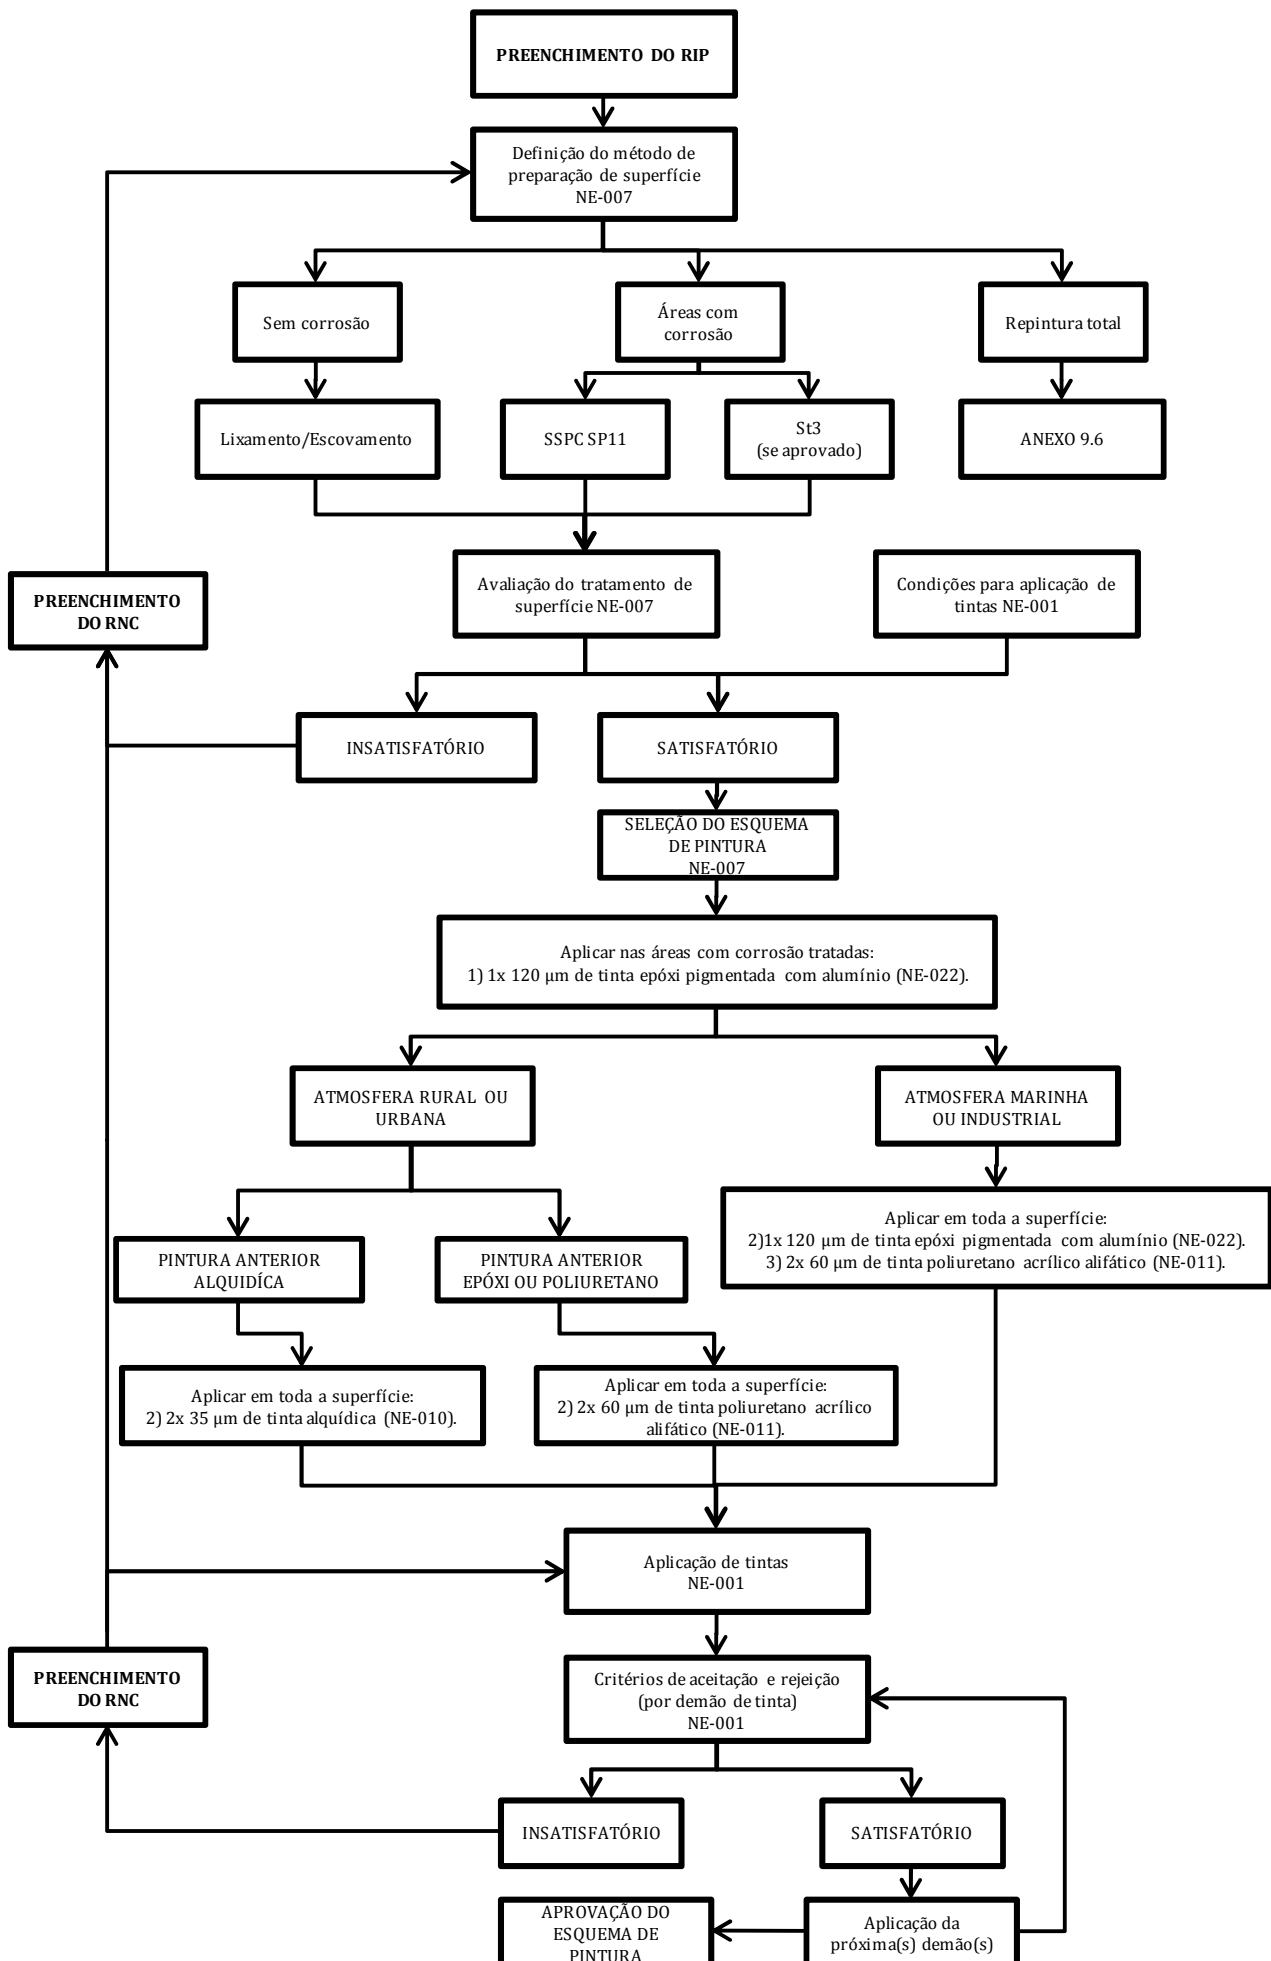 PREENCHIMENTO DO RIP
Definição do método de
preparação de superfície
NE-007
Sem corrosão
Áreas com
corrosão
Repintura total
Lixamento/Escovamento
SSPC SP11
St3
(se aprovado)
ANEXO 9.6
Avaliação do tratamento de
superfície NE-007
Condições para aplicação de
tintas NE-001
PREENCHIMENTO
DO RNC
INSATISFATÓRIO
SATISFATÓRIO
SELEÇÃO DO ESQUEMA
DE PINTURA
NE-007
Aplicar nas áreas com corrosão tratadas:
1) 1x 120 µm de tinta epóxi pigmentada com alumínio (NE-022).
ATMOSFERA RURAL OU
URBANA
ATMOSFERA MARINHA
OU INDUSTRIAL
PINTURA ANTERIOR
ALQUIDÍCA
PINTURA ANTERIOR
EPÓXI OU POLIURETANO
Aplicar em toda a superfície:
2)1x 120 µm de tinta epóxi pigmentada com alumínio (NE-022).
3) 2x 60 µm de tinta poliuretano acrílico alifático (NE-011).
Aplicar em toda a superfície:
2) 2x 35 µm de tinta alquídica (NE-010).
Aplicar em toda a superfície:
2) 2x 60 µm de tinta poliuretano acrílico
alifático (NE-011).
Aplicação de tintas
NE-001
PREENCHIMENTO
DO RNC
Critérios de aceitação e rejeição
(por demão de tinta)
NE-001
INSATISFATÓRIO
SATISFATÓRIO
APROVAÇÃO DO
ESQUEMA DE
PINTURA
Aplicação da
próxima(s) demão(s)